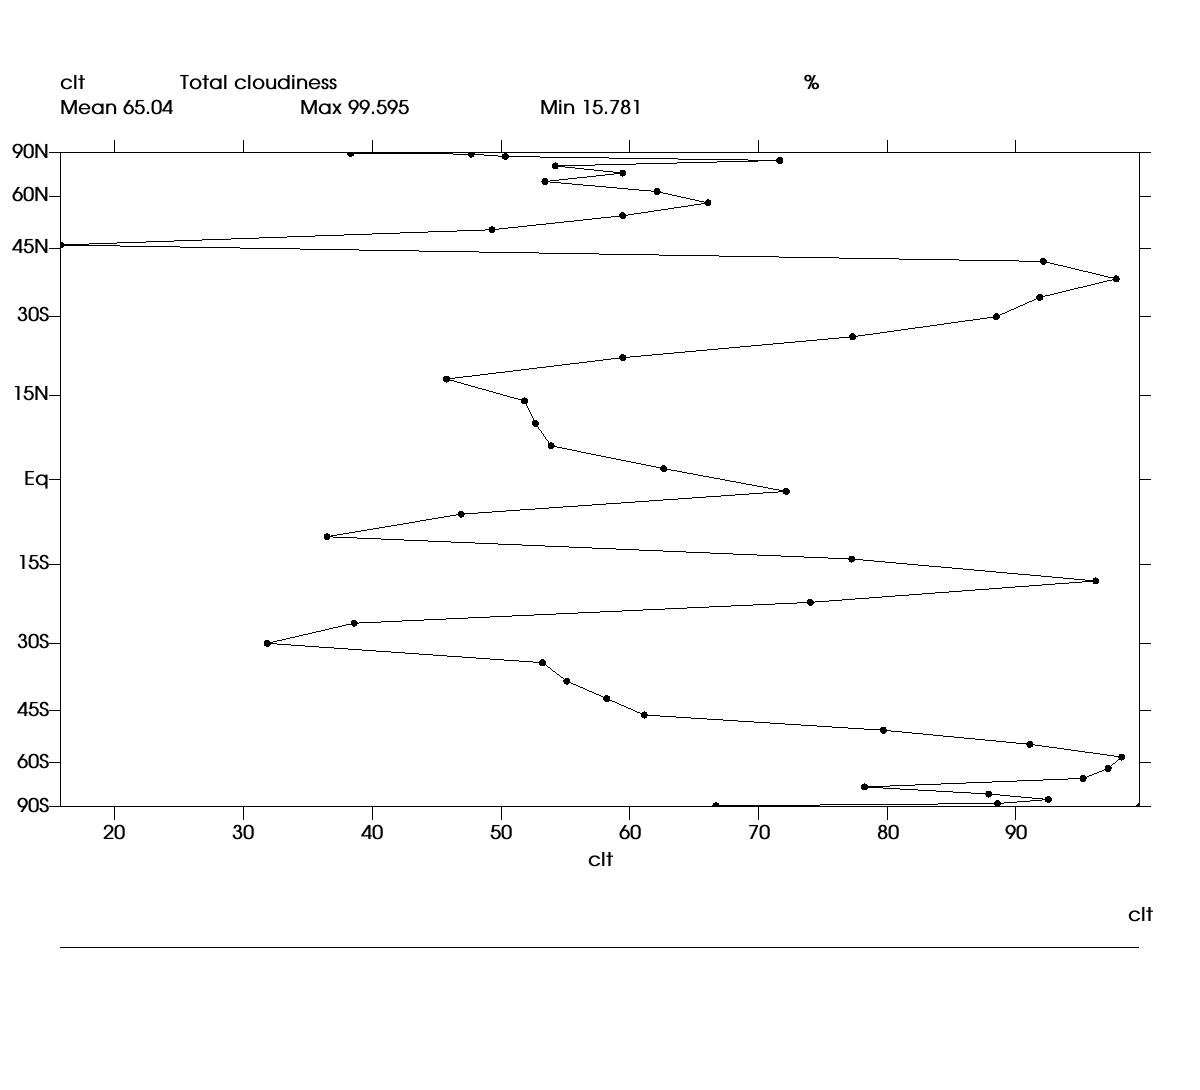 clt Total cloudiness %
Mean 65.04 Max 99.595 Min 15.781
90N
60N
45N
30S
15N
Eq
15S
30S
45S
60S
90S
20 30 40 50 60 70 80 90
clt
clt